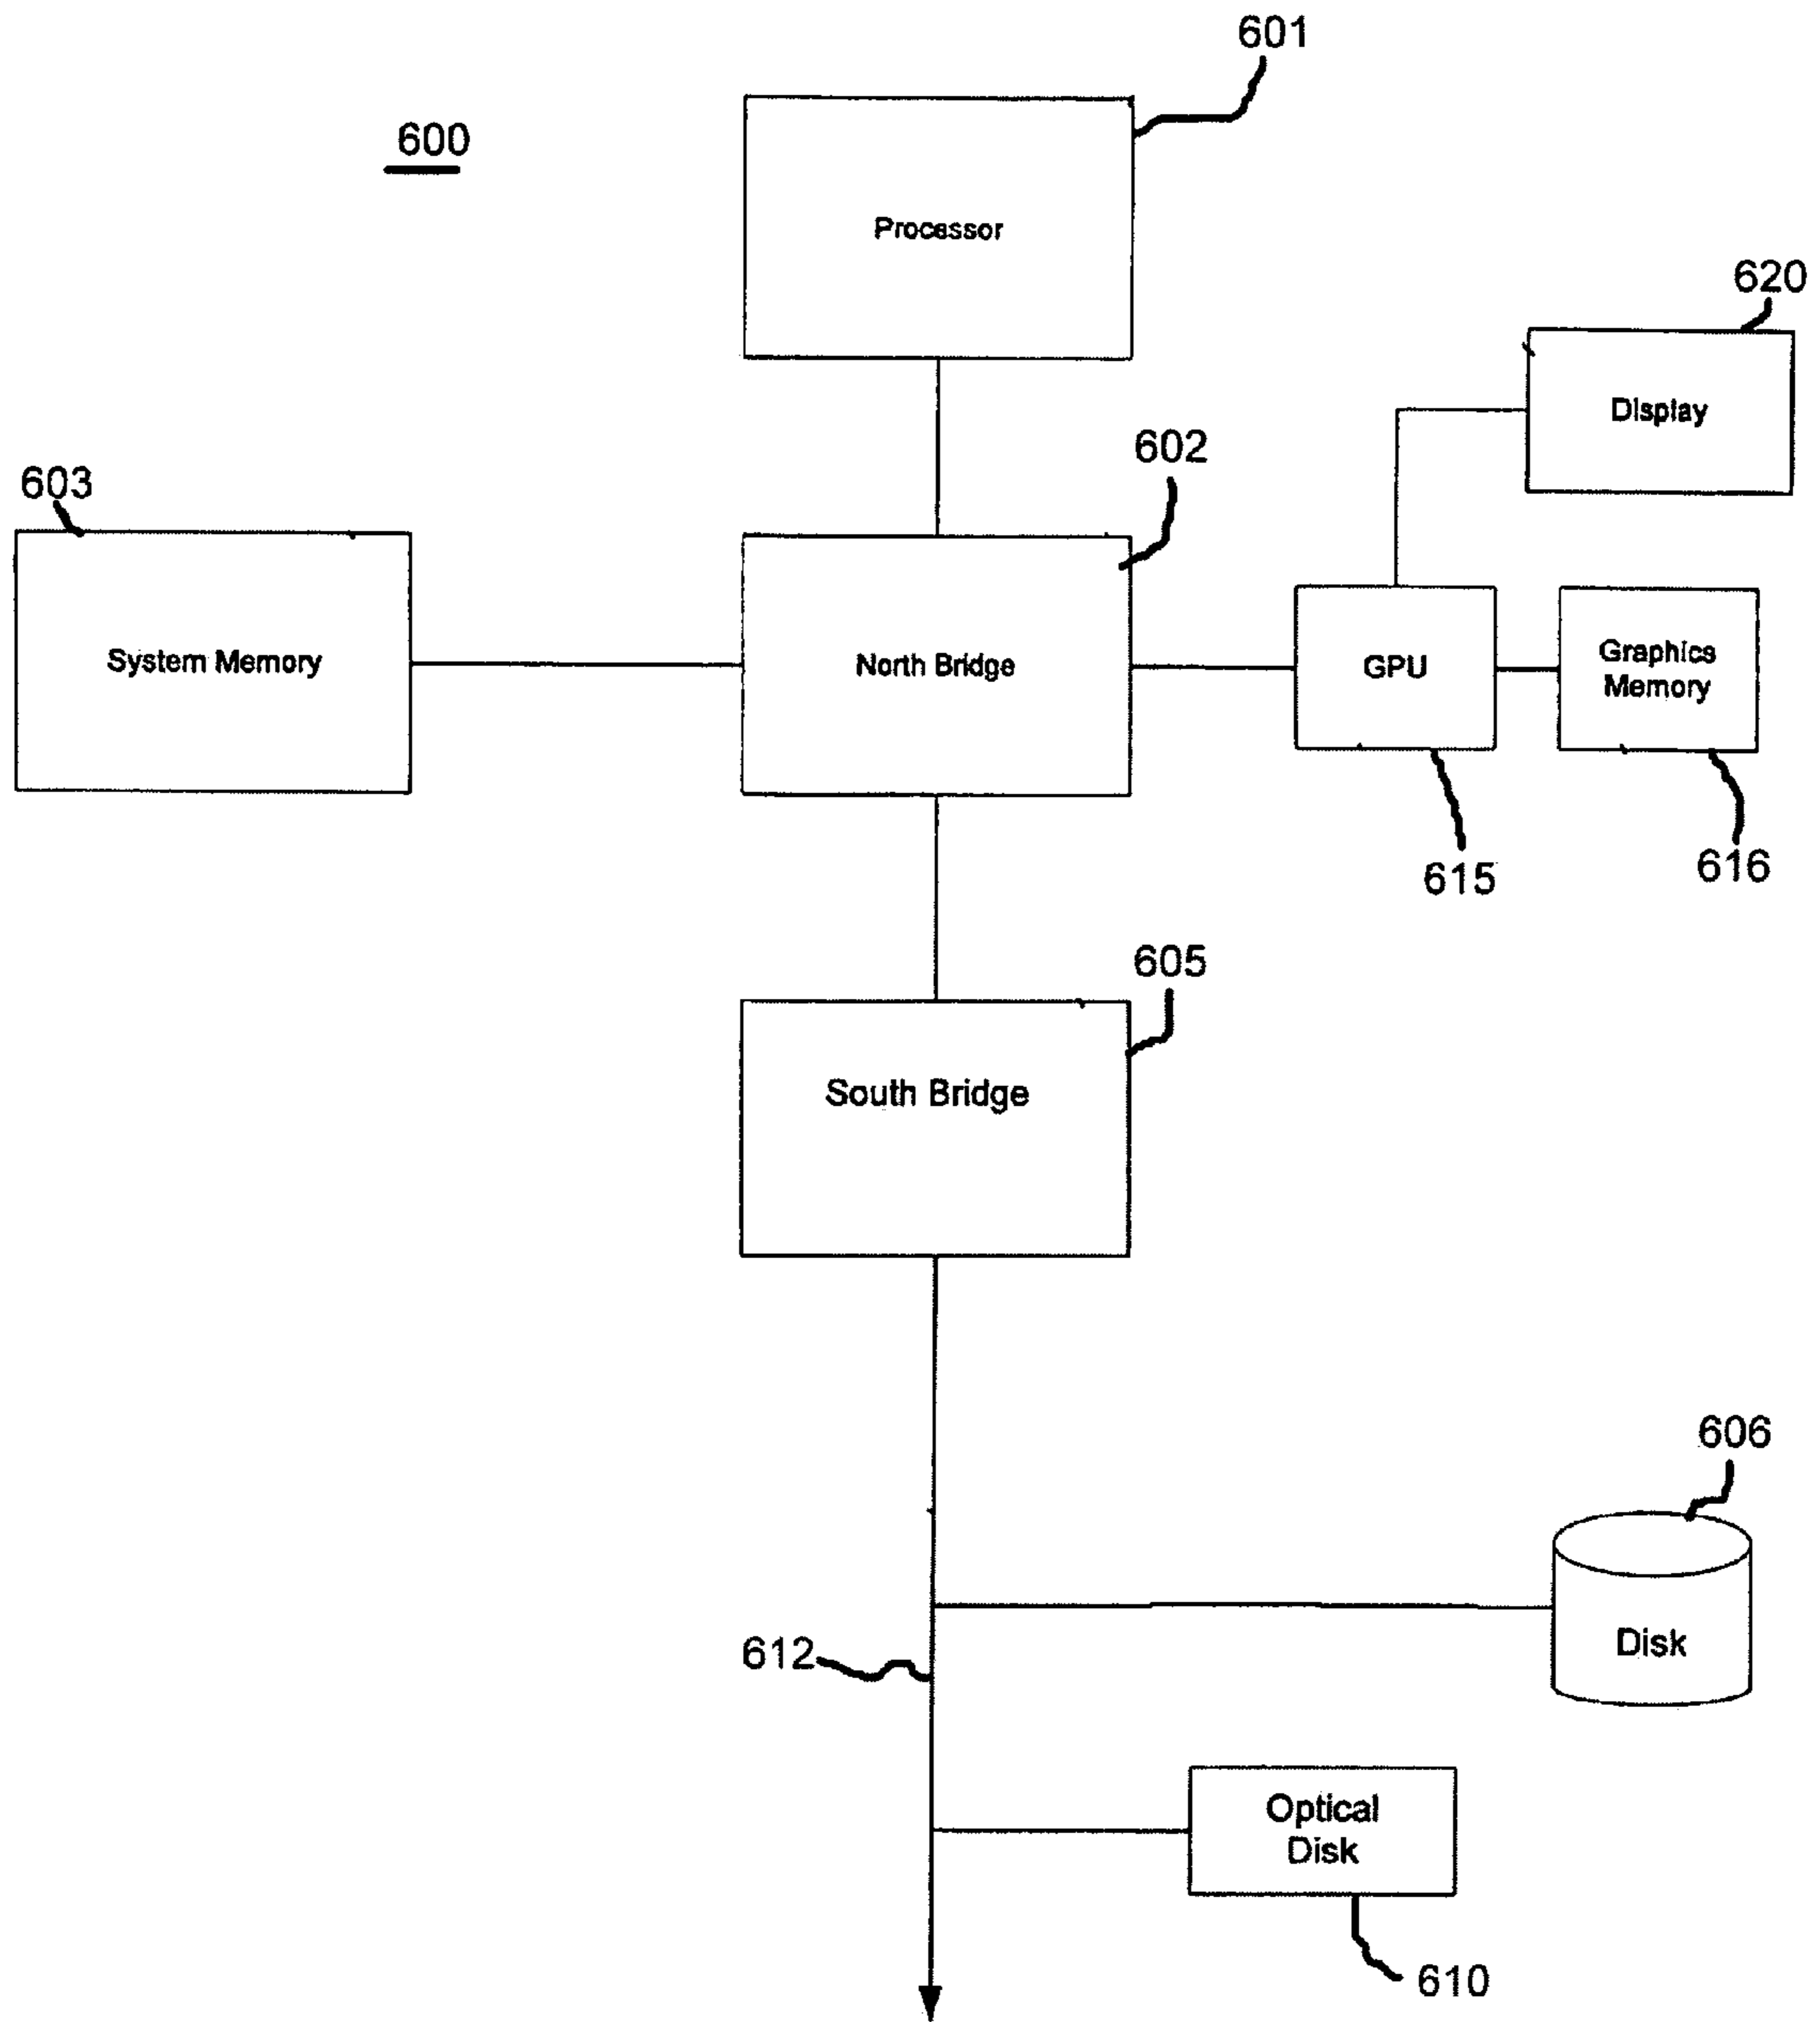 601
600
Processor
620
Display
602
603
System Memory
North Bridge
GPU
Graphics
Memory
615
616
605
South Bridge
606
612
Disk
Optical
Disk
610